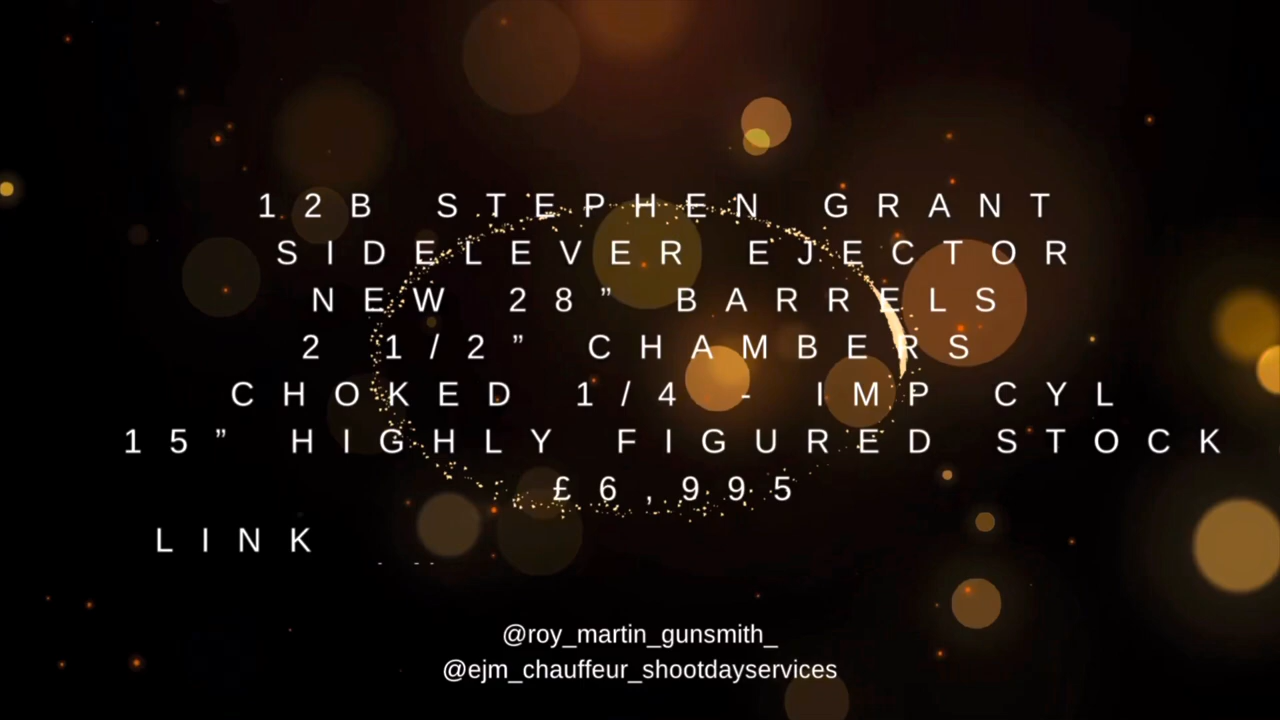 12B STEPHEN GRANT
SIDELEVER EJECTOR
NEW 28” BARRELS
2 1/2” CHAMBERS
CHOKED 1/4 - IMP CYL
15” HIGHLY FIGURED STOCK
£6,995
LINK
@roy_martin_gunsmith_
@ejm_chauffeur_shootdayservices